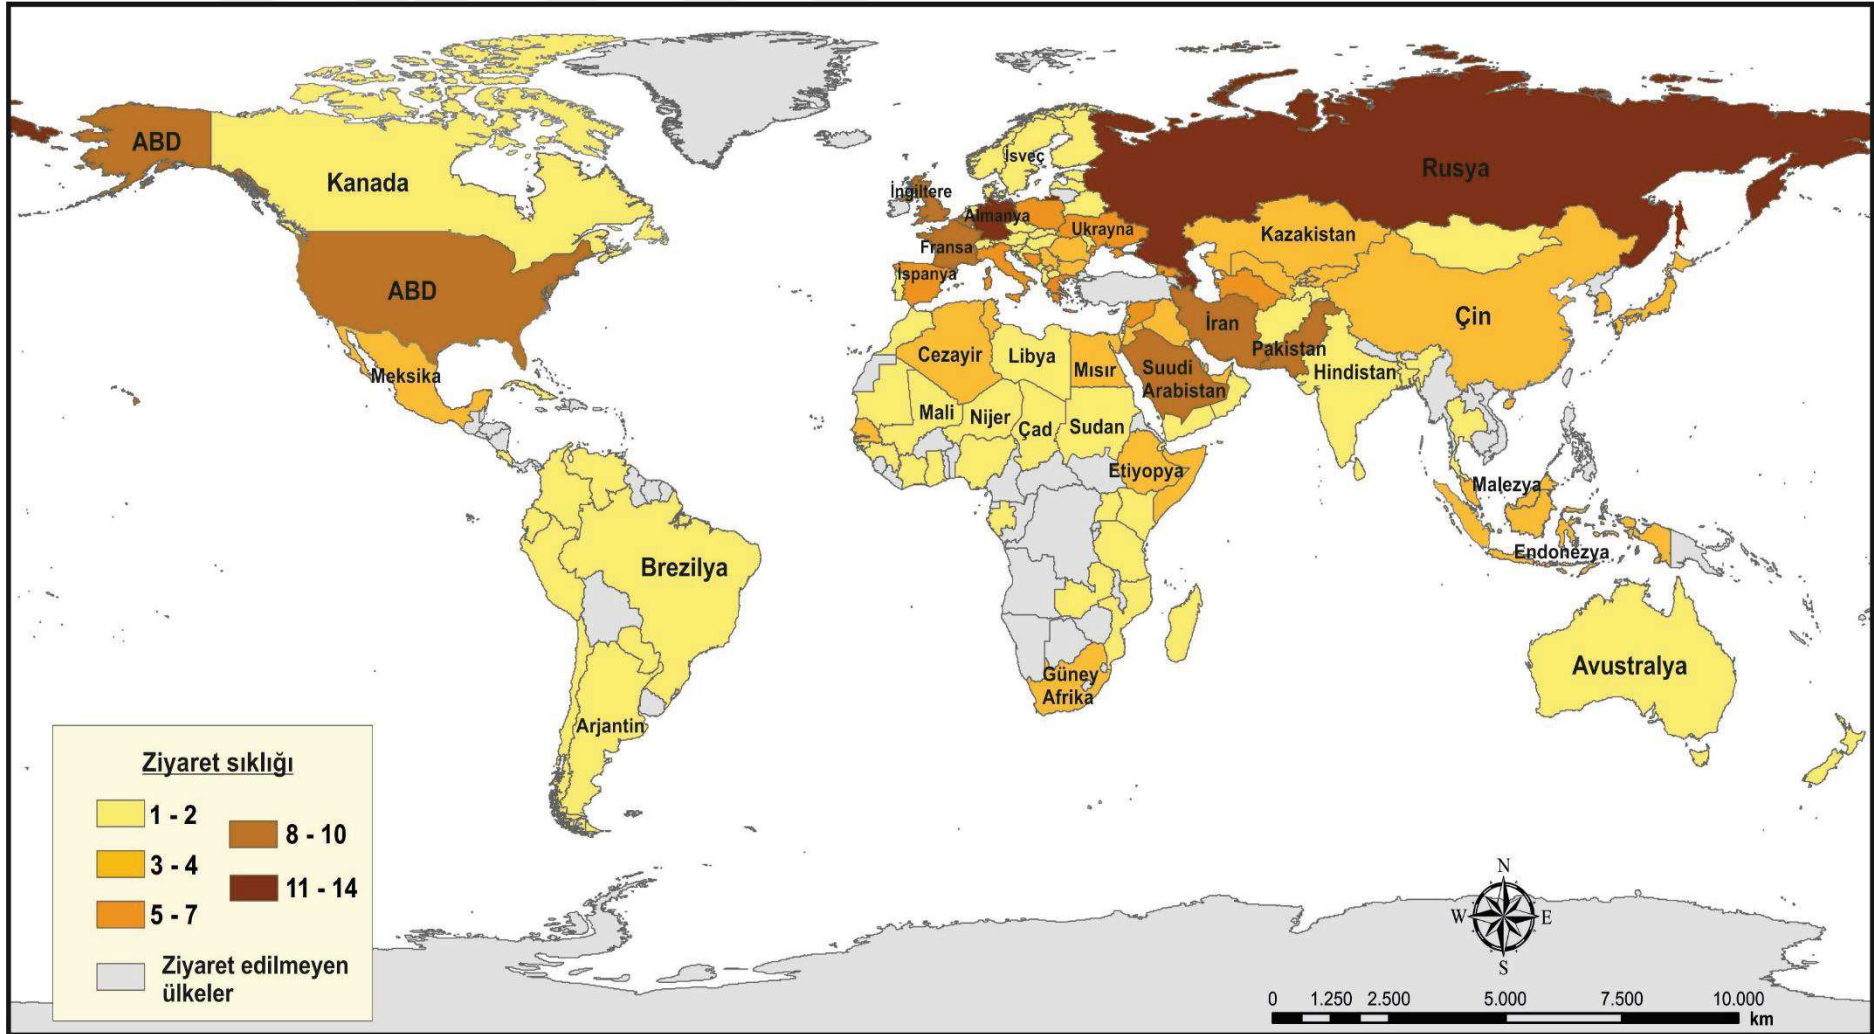 ABD
Kanada
ABD
Meksika
Brezilya
Arjantin
İsveç
İngiltere
Almanya
Fransa
Ukrayna
İspanya
Rusya
Kazakistan
Çin
İran
Pakistan
Hindistan
Suudi
Arabistan
Cezayir
Libya
Mısır
Mali
Nijer
Çad
Sudan
Etiyopya
Güney
Afrika
Malezya
Endonezya
Avustralya
Ziyaret sıklığı
1 - 2
3 - 4
5 - 7
8 - 10
11 - 14
Ziyaret edilmeyen
ülkeler
N
W E
S
0 1.250 2.500 5.000 7.500 10.000
km